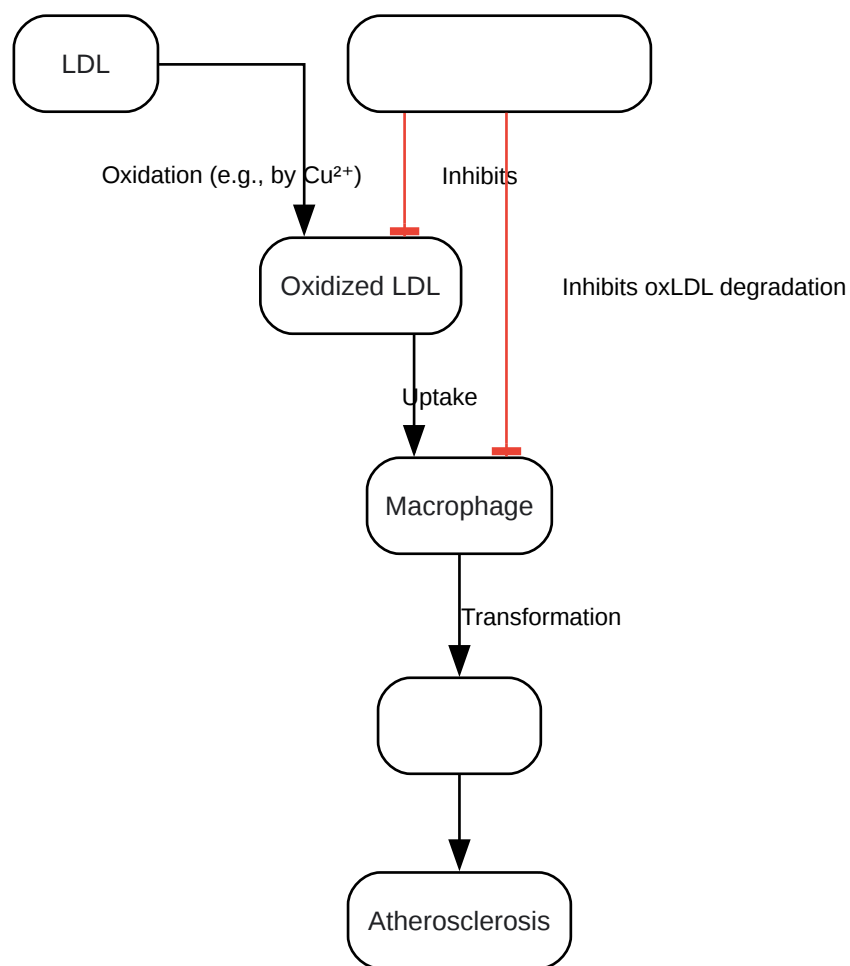 LDL
Oxidation (e.g., by Cu²⁺)
Inhibits
Oxidized LDL
Inhibits oxLDL degradation
Uptake
Macrophage
Transformation
Atherosclerosis